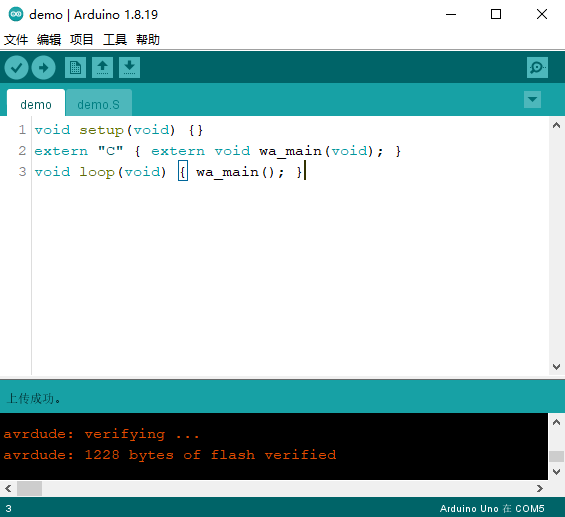 demo | Arduino 1.8.19
文件 编辑 项目 工具 帮助
demo demo.S
1 void setup(void) {}
2 extern "C" { extern void wa_main(void); }
3 void loop(void) { wa_main(); }
上传成功。
avrdude: verifying ...
avrdude: 1228 bytes of flash verified
3 Arduino Uno 在 COM5